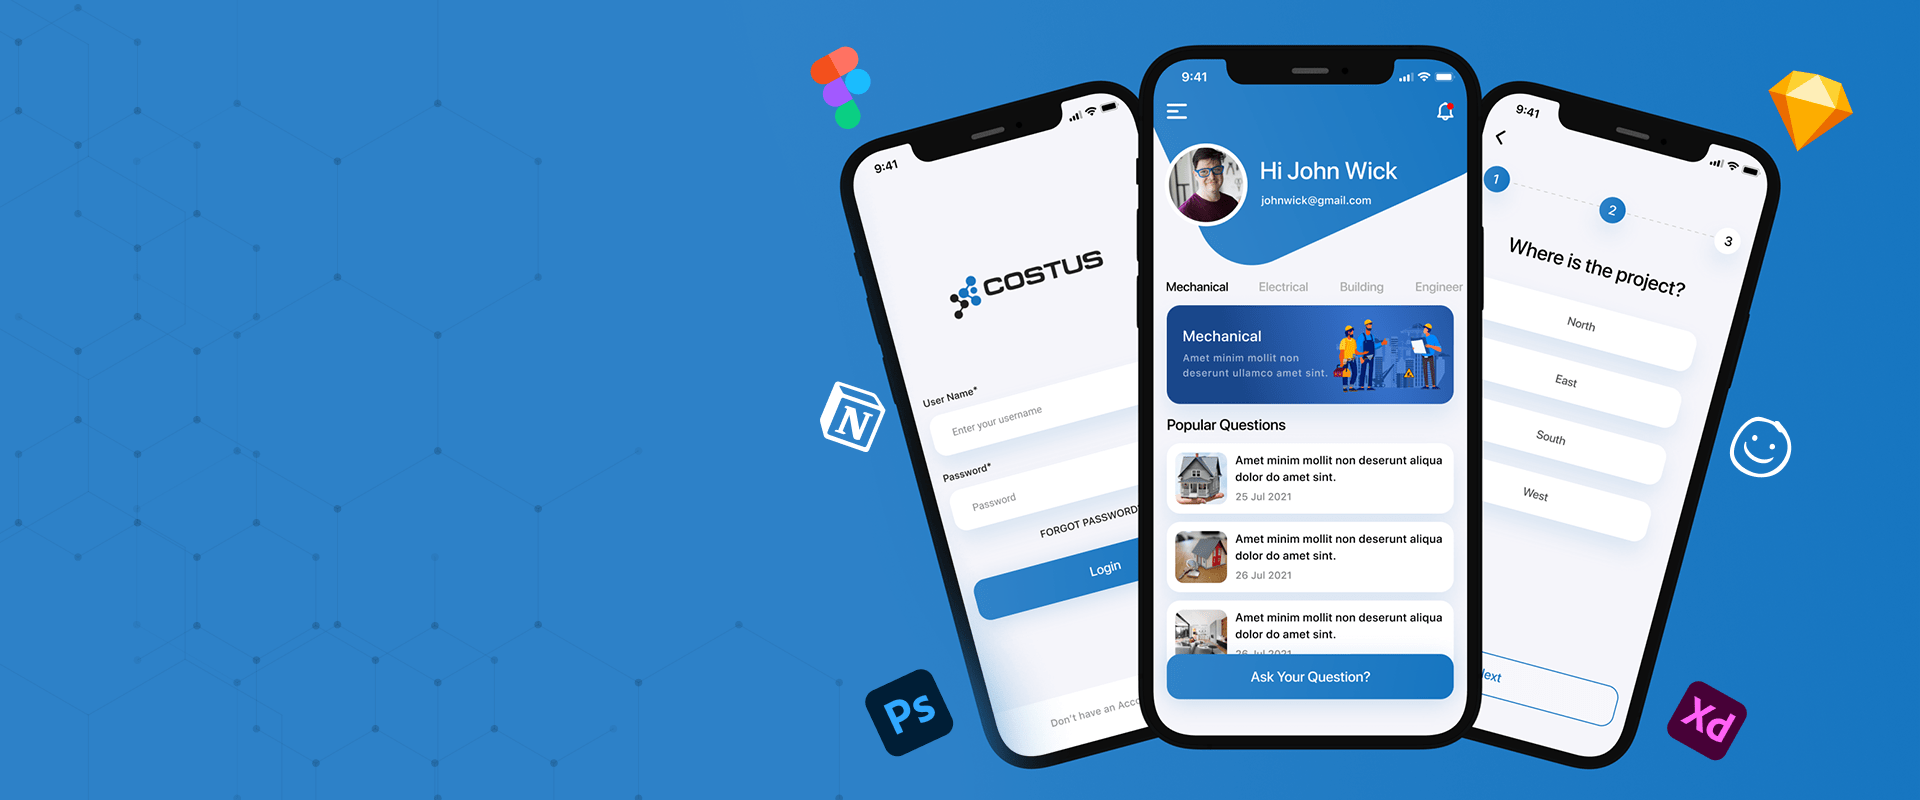 9:41
COSTUS
User Name*
Enter your username
Password*
Password
FORGOT PASSWORD
Login
Don't have an
9:41
Hi John Wick
johnwick@gmail.com
Mechanical
Electrical
Building
Engineer
Mechanical
Amet minim mollit non
deserunt ullamco amet sint.
Popular Questions
Amet minim mollit non deserunt aliqua
dolor do amet sint.
25 Jul 2021
Amet minim mollit non deserunt aliqua
dolor do amet sint.
26 Jul 2021
Amet minim mollit non deserunt aliqua
dolor do amet sint.
26 Jul 2021
Ask Your Question?
9:41
1
2
3
Where is the project?
North
East
South
West
ext
N
Ps
Xd